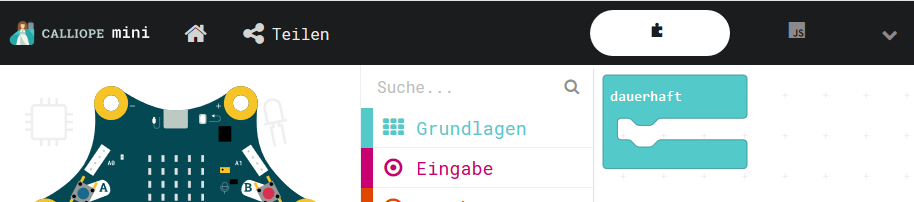 CALLIOPE mini
Teilen
JS
Suche...
dauerhaft
Grundlagen
Eingabe
A0
A1
A
B